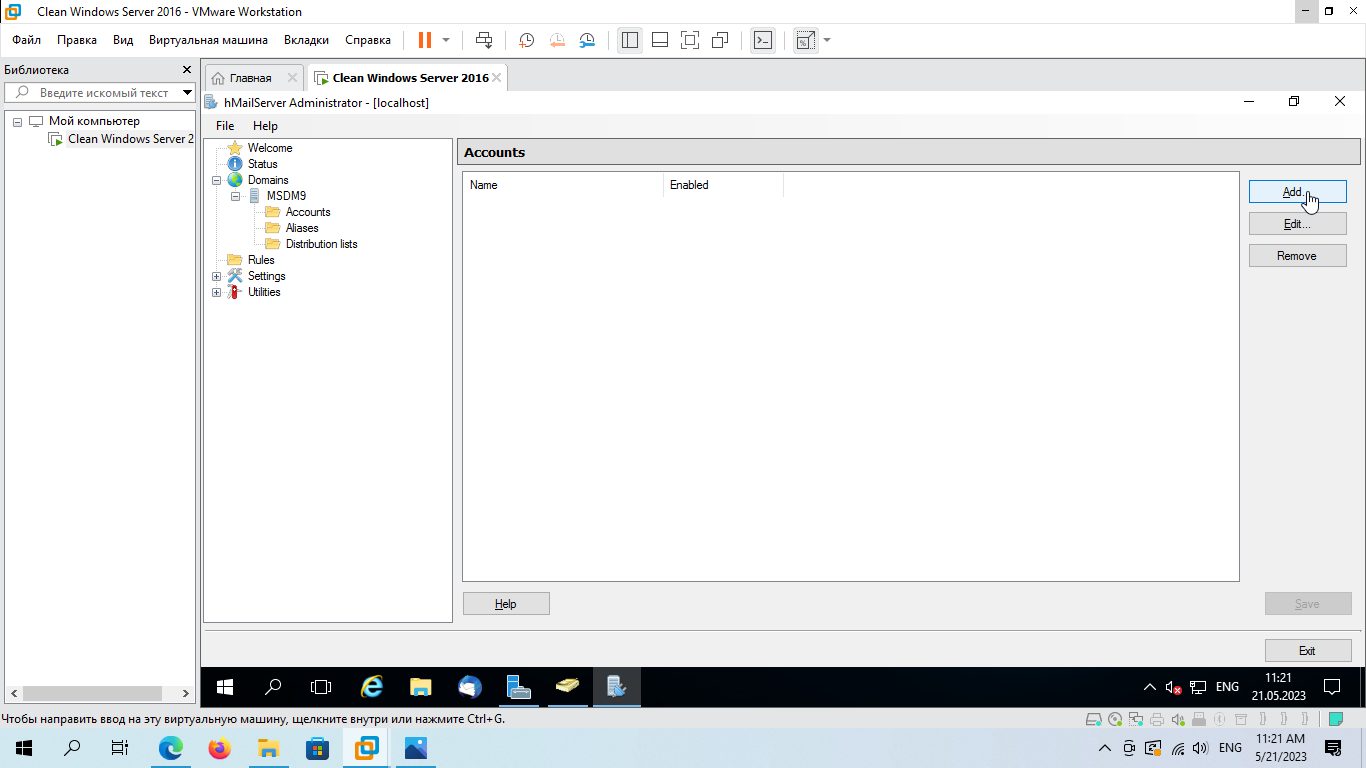 Clean Windows Server 2016 - VMware Workstation
Файл Правка Вид Виртуальная машина Вкладки Справка
Библиотека
Введите искомый текст
Мой компьютер
Clean Windows Server 2
Главная
Clean Windows Server 2016
hMailServer Administrator - [localhost]
File Help
Welcome
Status
Domains
MSDM9
Accounts
Aliases
Distribution lists
Rules
Settings
Utilities
Accounts
Name Enabled
Add...
Edit...
Remove
Help
Save
Exit
ENG
11:21
21.05.2023
Чтобы направить ввод на эту виртуальную машину, щелкните внутри или нажмите Ctrl+G.
ENG
11:21 AM
5/21/2023